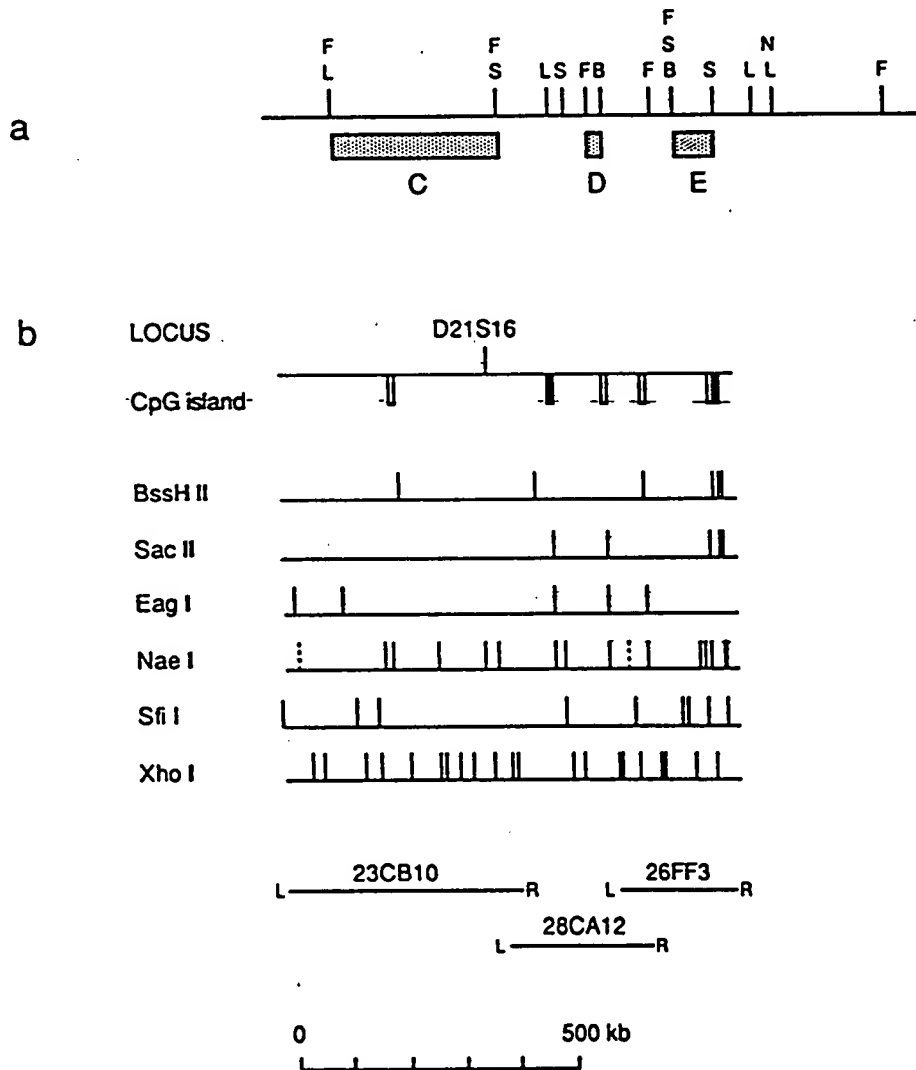 F
F F S N
L S L S F B F B S L L F
a
C D E
b
LOCUS D21S16
CpG island
BssH II
Sac II
Eag I
Nae I
Sfi I
Xho I
23CB10 26FF3
L R L R
28CA12
L R
0 500 kb